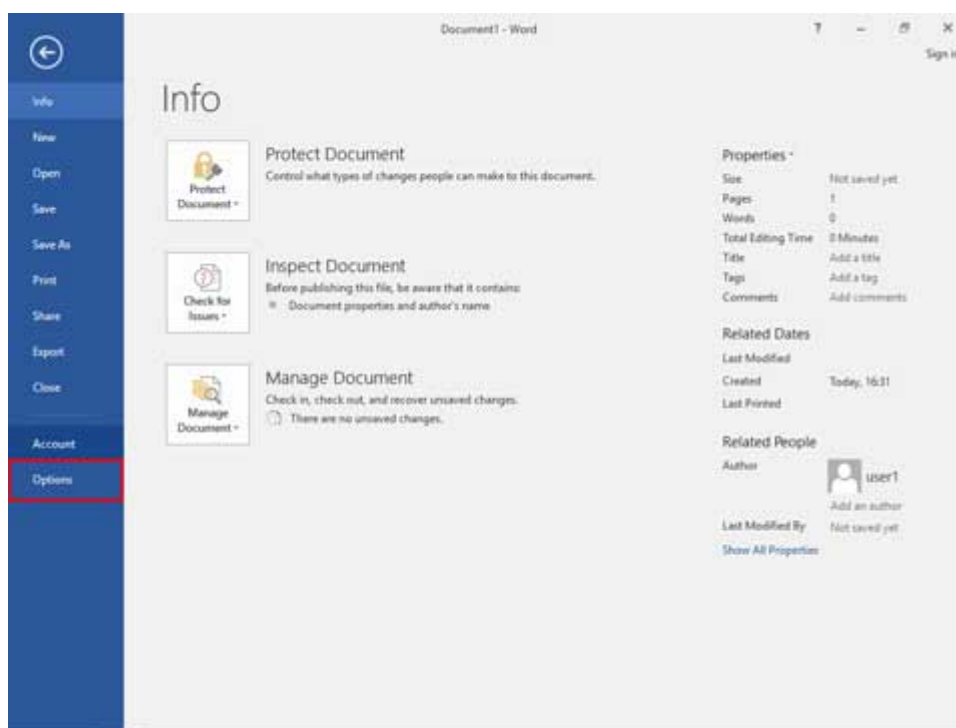 Document1 - Word
?
Sign in
Info
New
Open
Save
Save As
Print
Share
Export
Close
Account
Options
Info
Protect Document
Protect Document
Control what types of changes people can make to this document.
Check for Issues
Inspect Document
Before publishing this file, be aware that it contains:
Document properties and author's name
Manage Document
Manage Document
Check in, check out, and recover unsaved changes.
There are no unsaved changes.
Properties
Size Not saved yet
Pages 1
Words 0
Total Editing Time 0 Minutes
Title Add a title
Tags Add a tag
Comments Add comments
Related Dates
Last Modified
Created Today, 16:31
Last Printed
Related People
Author user1
Add an author
Last Modified By Not saved yet
Show All Properties